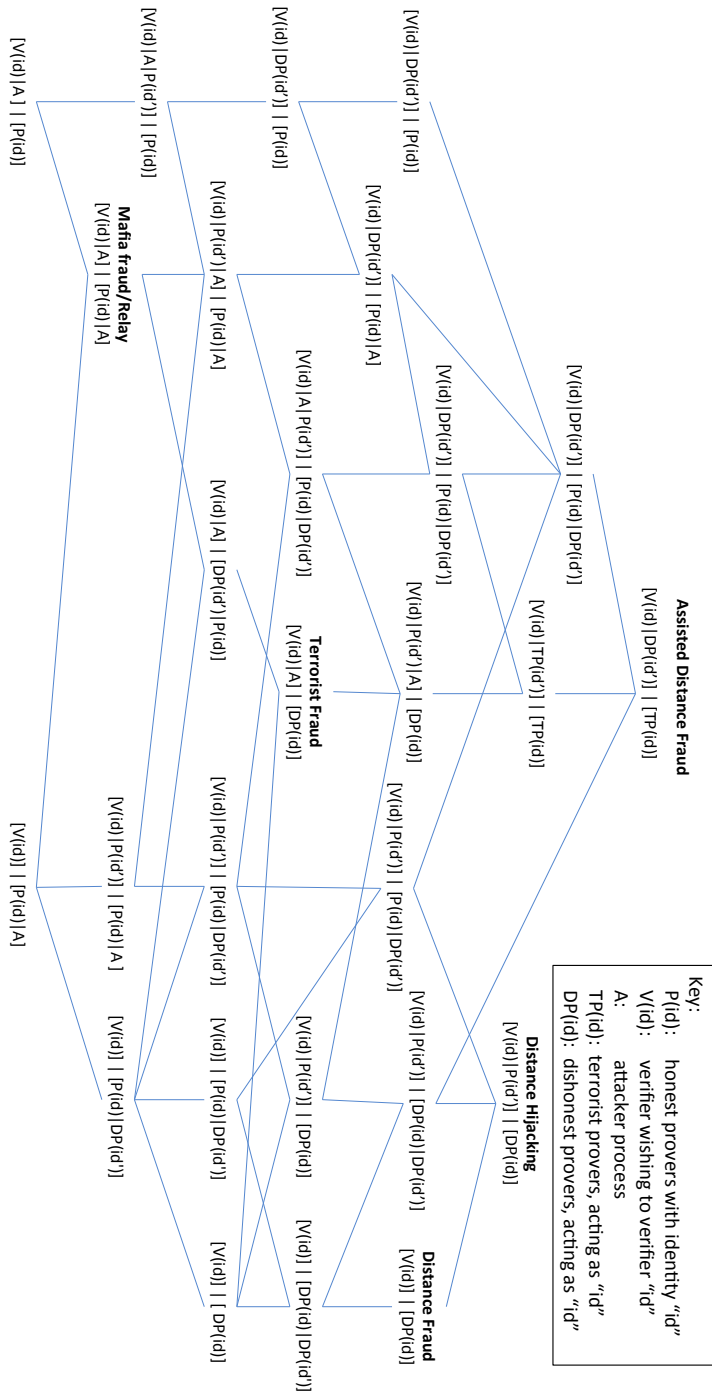 Key:
P(id): honest provers with identity "id"
V(id): verifier wishing to verifier "id"
A: attacker process
TP(id): terrorist provers, acting as "id"
DP(id): dishonest provers, acting as "id"
Assisted Distance Fraud
[V(id)|DP(id')] | [TP(id)]
[V(id)|DP(id')] | [P(id)|DP(id')]
[V(id)|TP(id')] | [TP(id)]
Distance Hijacking
[V(id)|P(id')] | [DP(id)]
[V(id)|DP(id')] | [P(id)]
[V(id)|DP(id')] | [P(id)|DP(id')]
[V(id)|P(id')|A] | [DP(id)]
[V(id)|P(id')] | [DP(id)|DP(id')]
Distance Fraud
[V(id)] | [DP(id)]
[V(id)|DP(id')] | [P(id)|A]
[V(id)|P(id')] | [P(id)|DP(id')]
[V(id)|DP(id')] | [P(id)]
[V(id)|A|P(id')] | [P(id)|DP(id')]
Terrorist Fraud
[V(id)|A] | [DP(id)]
[V(id)|P(id')] | [DP(id)]
[V(id)] | [DP(id)|DP(id')]
[V(id)|P(id')|A] | [P(id)|A]
[V(id)|A] | [DP(id')|P(id)]
[V(id)|P(id')] | [P(id)|DP(id')]
[V(id)] | [P(id)|DP(id')]
[V(id)] | [ DP(id)]
[V(id)|A|P(id')] | [P(id)]
Mafia fraud/Relay
[V(id)|A] | [P(id)|A]
[V(id)|P(id')] | [P(id)|A]
[V(id)] | [P(id)|DP(id')]
[V(id)|A ] | [P(id)]
[V(id)] | [P(id)|A]